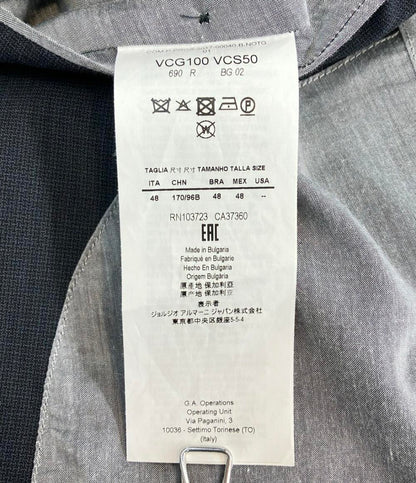 01
VCG100 VCS50
690 R BG 02
TAGLIA 尺寸 尺寸 TAMANHO TALLA SIZE
ITA CHN BRA MEX USA
48 170/96B 48 48 --
RN103723 CA37360
EAC
Made in Bulgaria
Fabriqué en Bulgarie
Hecho En Bulgaria
Origem Bulgária
原産地 保加利亞
原产地 保加利亚
表示者
ジョルジオ アルマーニ ジャパン株式会社
東京都中央区銀座5-5-4
G.A. Operations
Operating Unit
Via Paganini, 3
10036 - Settimo Torinese (TO)
(Italy)